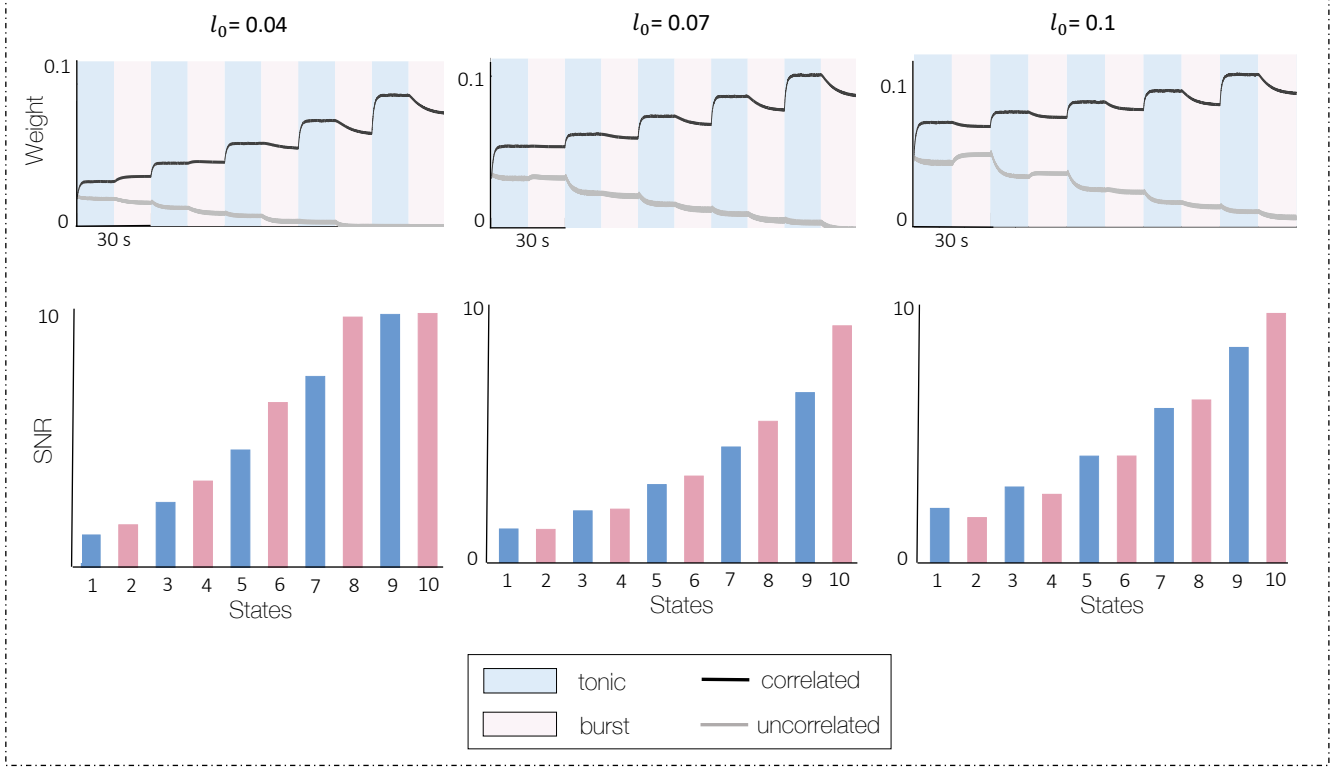 l₀= 0.04
l₀= 0.07
l₀= 0.1
Weight
0.1
0
30 s
0.1
0
30 s
0.1
0
30 s
SNR
10
1 2 3 4 5 6 7 8 9 10
States
10
0
1 2 3 4 5 6 7 8 9 10
States
10
0
1 2 3 4 5 6 7 8 9 10
States
tonic
correlated
burst
uncorrelated